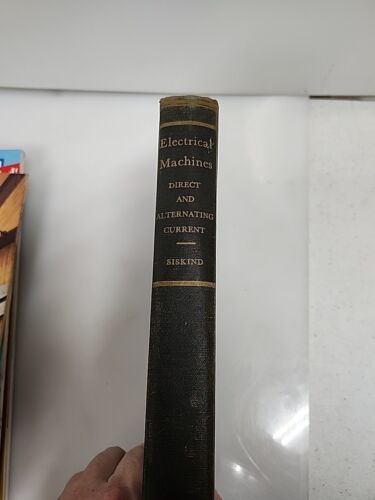 Electrical
Machines
DIRECT
AND
ALTERNATING
CURRENT
SISKIND